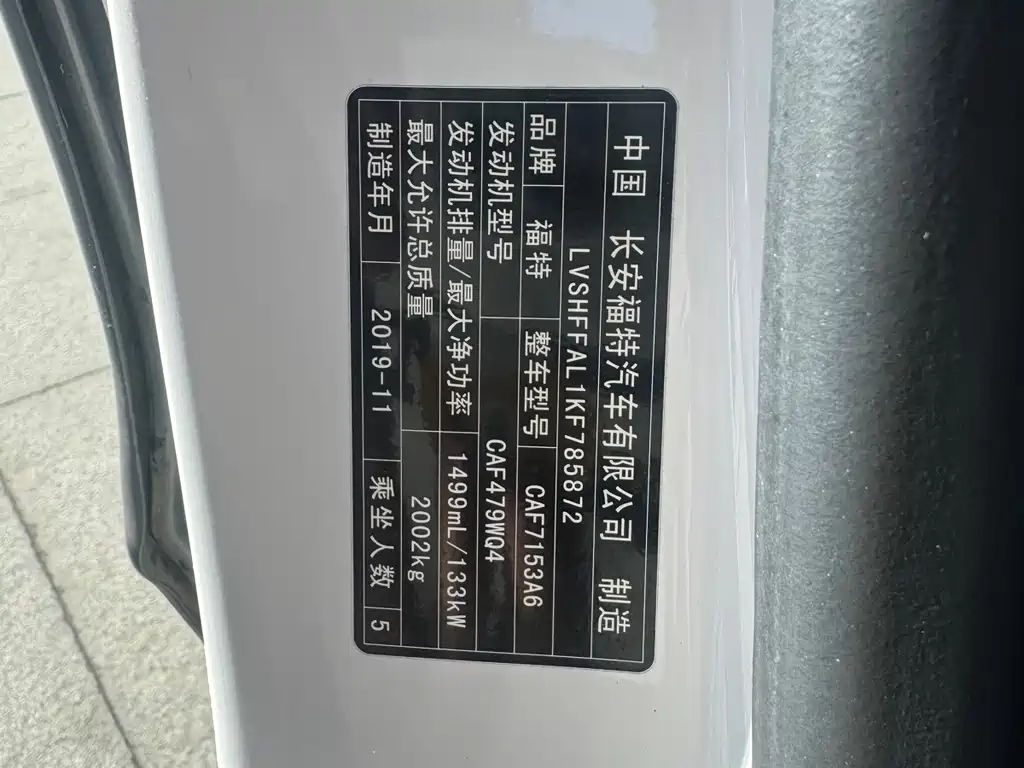 中国 长安福特汽车有限公司 制造
LVSHFFAL1KF785872
品牌 福特 整车型号 CAF7153A6
发动机型号 CAF479WQ4
发动机排量/最大净功率 1499mL/133kW
最大允许总质量 2002kg
制造年月 2019-11 乘坐人数 5